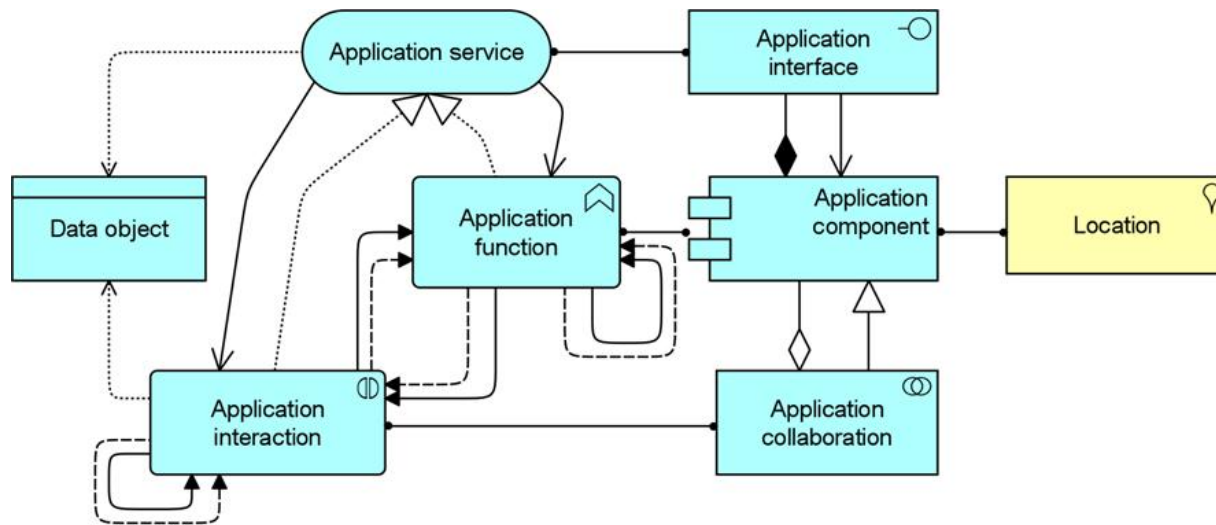 Application service
Application
interface
Data object
Application
function
Application
component
Location
Application
interaction
Application
collaboration